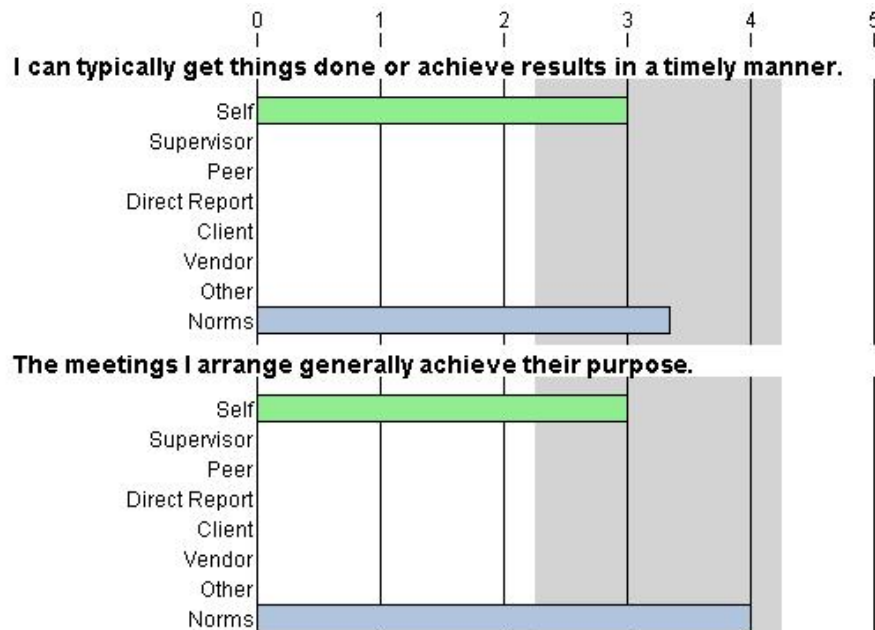 0 1 2 3 4 5
I can typically get things done or achieve results in a timely manner.
Self
Supervisor
Peer
Direct Report
Client
Vendor
Other
Norms
The meetings I arrange generally achieve their purpose.
Self
Supervisor
Peer
Direct Report
Client
Vendor
Other
Norms